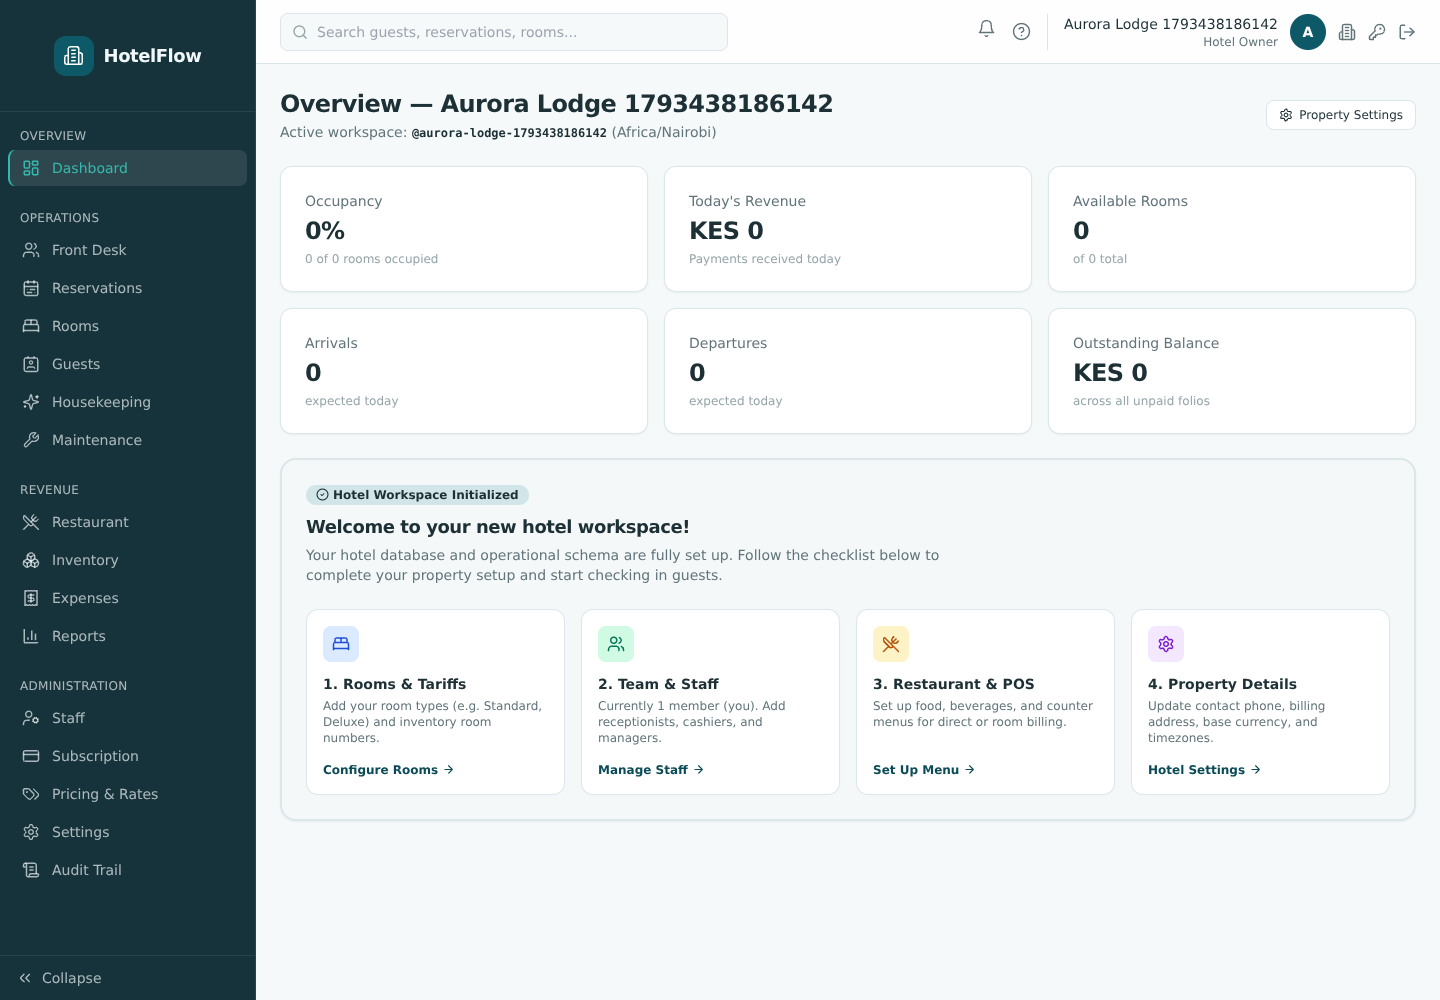 HotelFlow
OVERVIEW
Dashboard
OPERATIONS
Front Desk
Reservations
Rooms
Guests
Housekeeping
Maintenance
REVENUE
Restaurant
Inventory
Expenses
Reports
ADMINISTRATION
Staff
Subscription
Pricing & Rates
Settings
Audit Trail
Collapse
Search guests, reservations, rooms...
Aurora Lodge 1793438186142
Hotel Owner
A
Overview — Aurora Lodge 1793438186142
Active workspace: @aurora-lodge-1793438186142 (Africa/Nairobi)
Property Settings
Occupancy
0%
0 of 0 rooms occupied
Today's Revenue
KES 0
Payments received today
Available Rooms
0
of 0 total
Arrivals
0
expected today
Departures
0
expected today
Outstanding Balance
KES 0
across all unpaid folios
Hotel Workspace Initialized
Welcome to your new hotel workspace!
Your hotel database and operational schema are fully set up. Follow the checklist below to
complete your property setup and start checking in guests.
1. Rooms & Tariffs
Add your room types (e.g. Standard,
Deluxe) and inventory room
numbers.
Configure Rooms
2. Team & Staff
Currently 1 member (you). Add
receptionists, cashiers, and
managers.
Manage Staff
3. Restaurant & POS
Set up food, beverages, and counter
menus for direct or room billing.
Set Up Menu
4. Property Details
Update contact phone, billing
address, base currency, and
timezones.
Hotel Settings